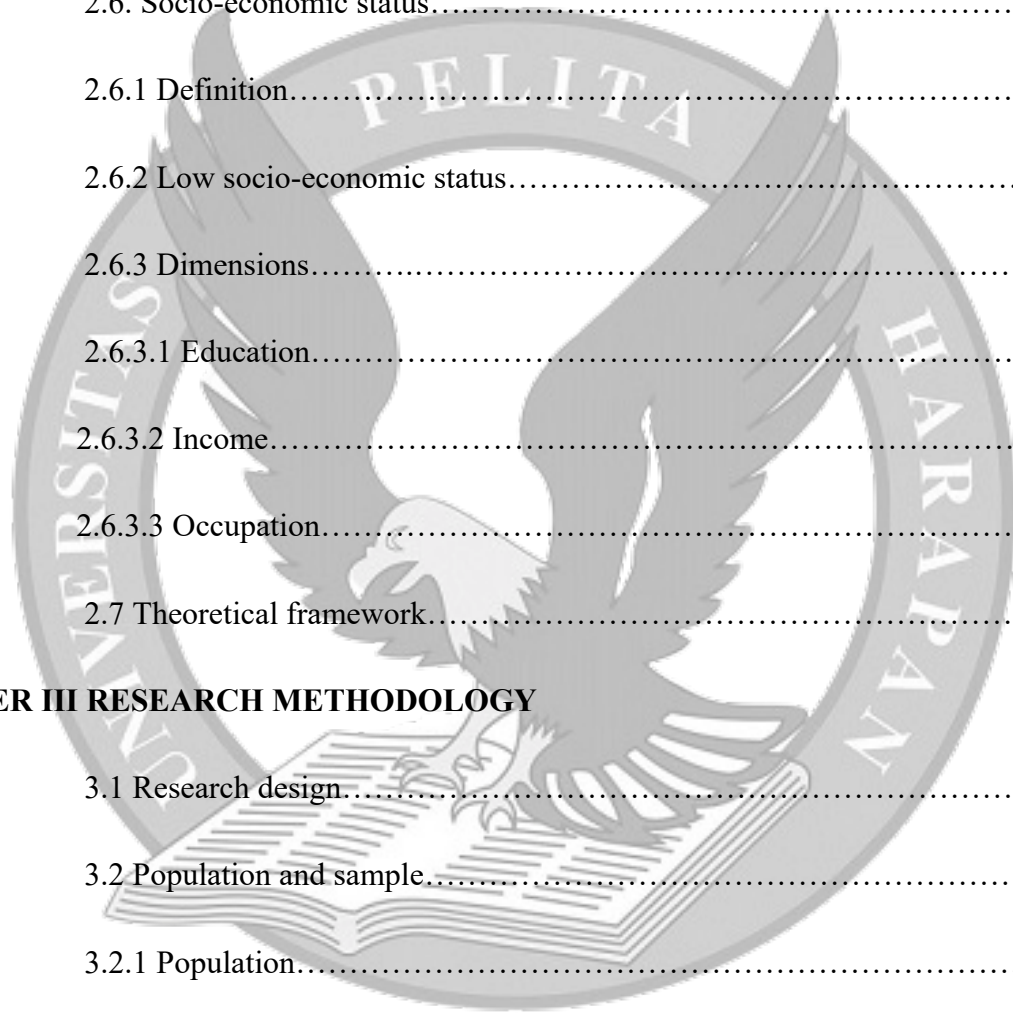 2.6. Socio-economic status………………………………………………
2.6.1 Definition………………………………………………………………
2.6.2 Low socio-economic status………………………………………
2.6.3 Dimensions……………………………………………………………
2.6.3.1 Education……………………………………………………………
2.6.3.2 Income………………………………………………………………
2.6.3.3 Occupation……………………………………………………………
2.7 Theoretical framework………………………………………………
ER III RESEARCH METHODOLOGY
3.1 Research design…………………………………………………………
3.2 Population and sample………………………………………………
3.2.1 Population……………………………………………………………
UNIVERSITAS PELITA HARAPAN